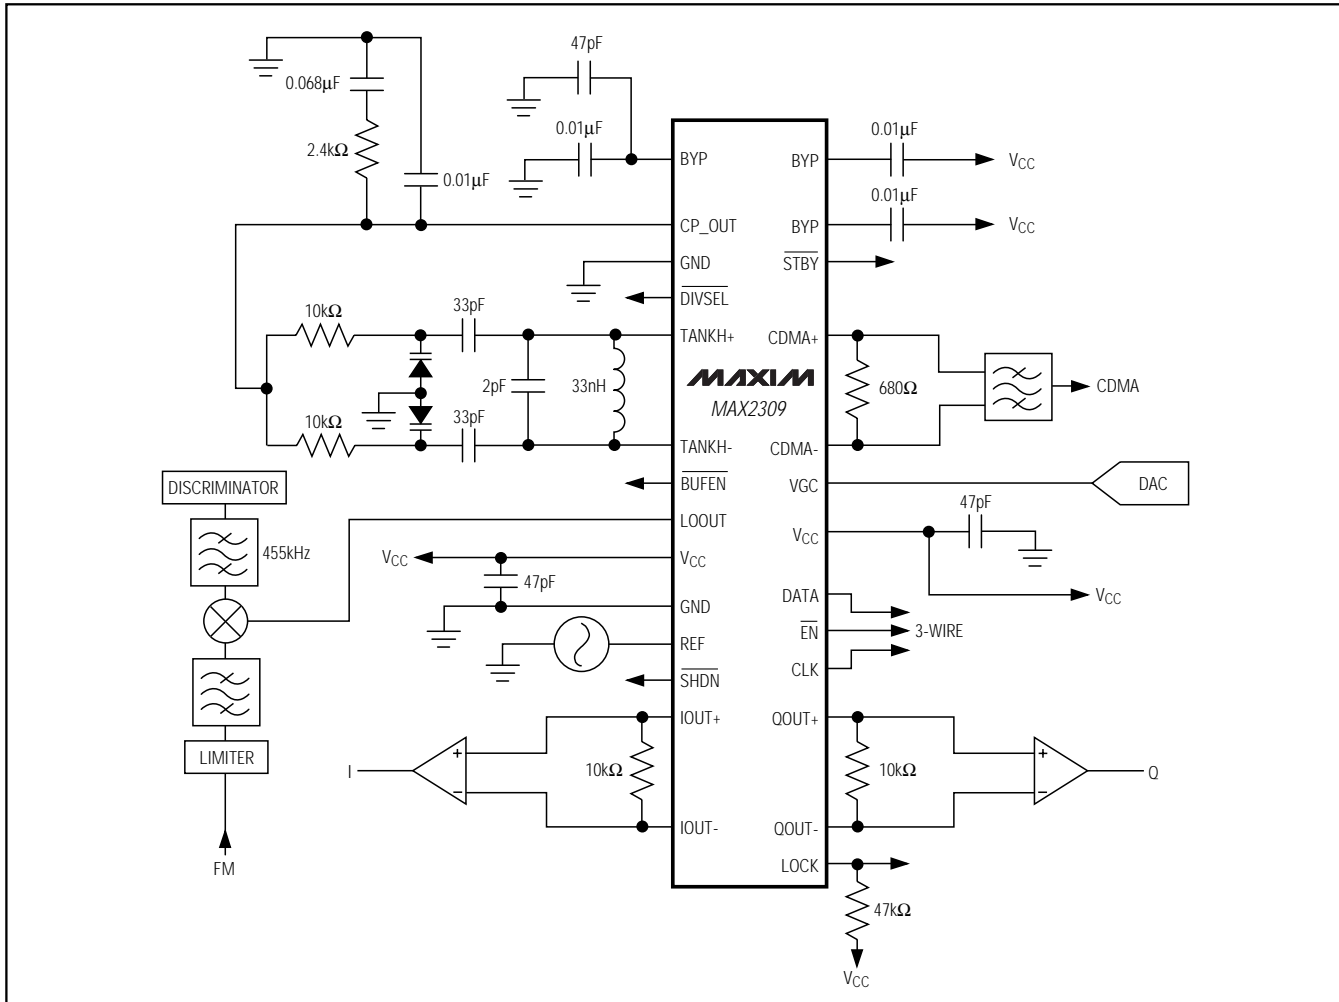 47pF
0.068μF
0.01μF
0.01μF
2.4kΩ
BYP
BYP
VCC
0.01μF
0.01μF
CP_OUT
BYP
VCC
GND
STBY
DIVSEL
10kΩ
33pF
TANKH+
CDMA+
2pF
33nH
MAXIM
MAX2309
680Ω
CDMA
10kΩ
33pF
TANKH-
CDMA-
DISCRIMINATOR
BUFEN
VGC
DAC
LOOUT
47pF
455kHz
VCC
VCC
VCC
47pF
DATA
VCC
GND
EN
3-WIRE
REF
CLK
SHDN
IOUT+
QOUT+
LIMITER
I
+
−
10kΩ
10kΩ
+
−
Q
IOUT-
QOUT-
FM
LOCK
47kΩ
VCC